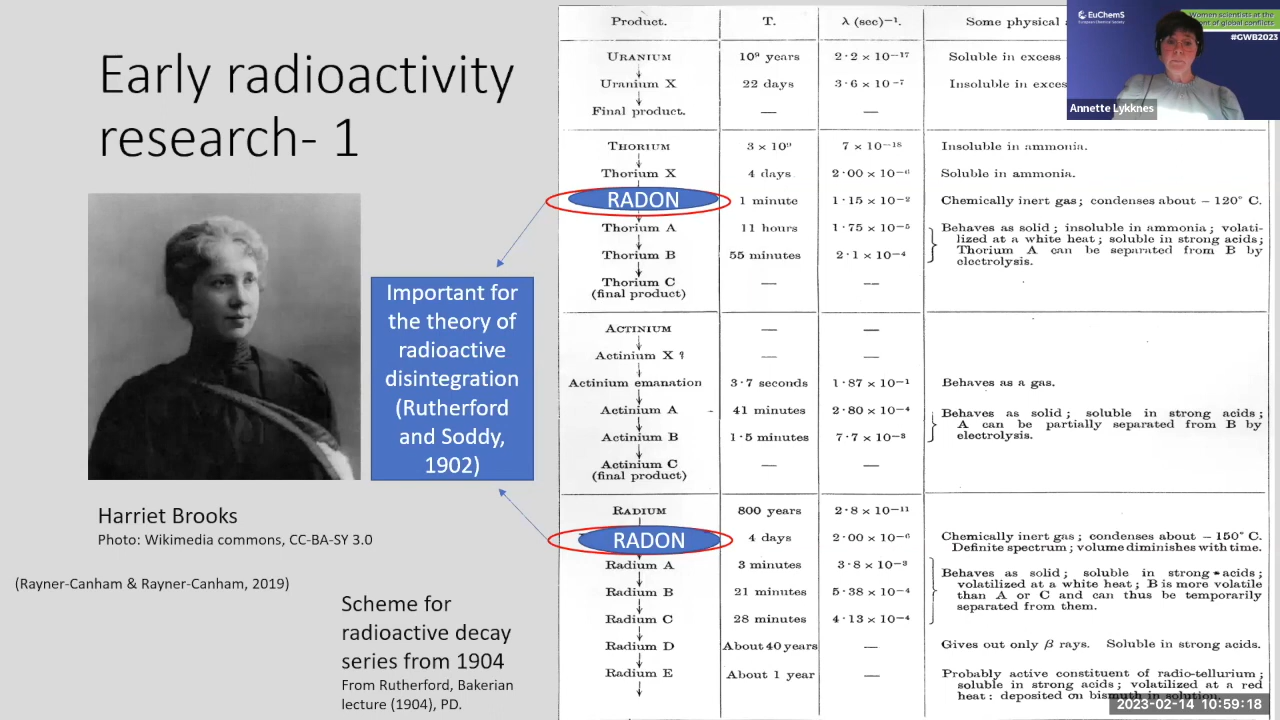 Early radioactivity
research- 1
Harriet Brooks
Photo: Wikimedia commons, CC-BA-SY 3.0
(Rayner-Canham & Rayner-Canham, 2019)
Important for
the theory of
radioactive
disintegration
(Rutherford
and Soddy,
1902)
Scheme for
radioactive decay
series from 1904
From Rutherford, Bakerian
lecture (1904), PD.
Product. T. λ (sec)⁻¹. Some physical
Uranium 10⁹ years 2·2 × 10⁻¹⁷ Soluble in excess
Uranium X 22 days 3·6 × 10⁻⁷ Insoluble in exces
Final product. — —
Thorium 3 × 10⁹ 7 × 10⁻¹⁸ Insoluble in ammonia.
Thorium X 4 days 2·00 × 10⁻⁶ Soluble in ammonia.
RADON 1 minute 1·15 × 10⁻² Chemically inert gas; condenses about − 120° C.
Thorium A 11 hours 1·75 × 10⁻⁵ Behaves as solid; insoluble in ammonia; volati-
lized at a white heat; soluble in strong acids;
Thorium B 55 minutes 2·1 × 10⁻⁴ Thorium A can be separated from B by
electrolysis.
Thorium C — —
(final product)
Actinium — —
Actinium X ? — —
Actinium emanation 3·7 seconds 1·87 × 10⁻¹ Behaves as a gas.
Actinium A 41 minutes 2·80 × 10⁻⁴ Behaves as solid; soluble in strong acids;
A can be partially separated from B by
Actinium B 1·5 minutes 7·7 × 10⁻³ electrolysis.
Actinium C — —
(final product)
Radium 800 years 2·8 × 10⁻¹¹
RADON 4 days 2·00 × 10⁻⁶ Chemically inert gas; condenses about − 150° C.
Definite spectrum; volume diminishes with time.
Radium A 3 minutes 3·8 × 10⁻³ Behaves as solid; soluble in strong acids;
volatilized at a white heat; B is more volatile
Radium B 21 minutes 5·38 × 10⁻⁴ than A or C and can thus be temporarily
separated from them.
Radium C 28 minutes 4·13 × 10⁻⁴
Radium D About 40 years — Gives out only β rays. Soluble in strong acids.
Radium E About 1 year — Probably active constituent of radio-tellurium;
soluble in strong acids; volatilized at a red
heat: deposited on bismuth in solution.
EuChemS
Women scientists at the
front of global conflicts
#GWB2023
Annette Lykknes
2023-02-14 10:59:18